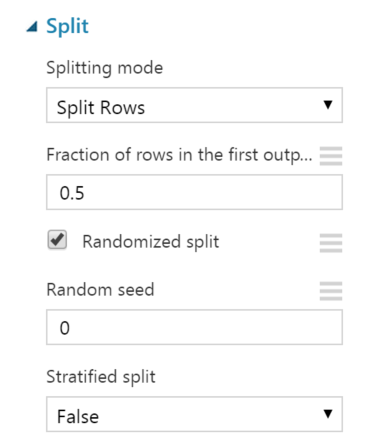 Split
Splitting mode
Split Rows
Fraction of rows in the first outp...
0.5
Randomized split
Random seed
0
Stratified split
False